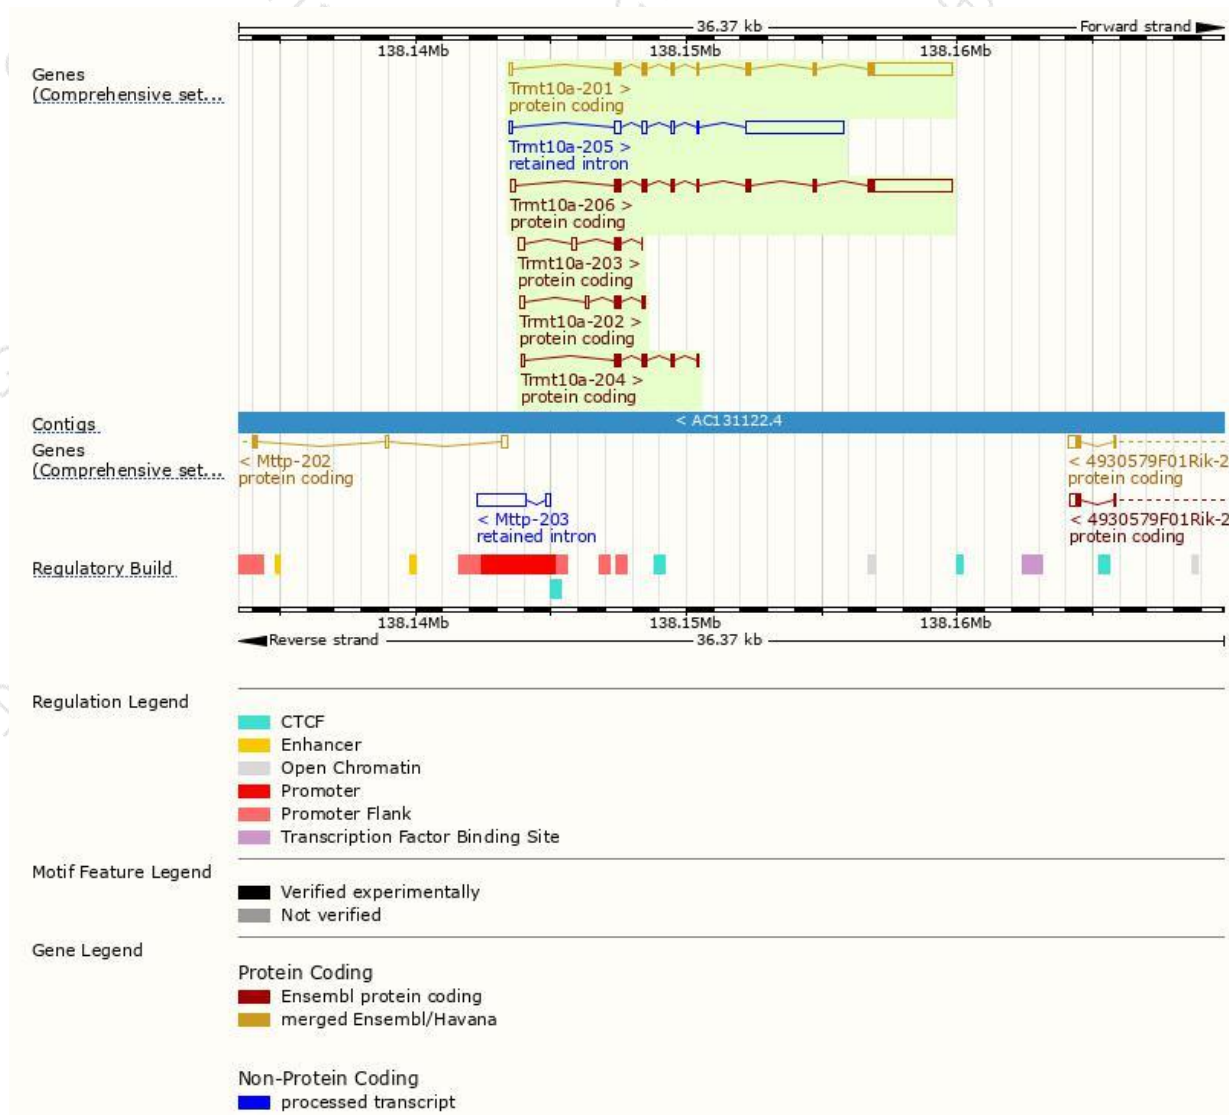 36.37 kb
Forward strand
138.14Mb 138.15Mb 138.16Mb
Genes
(Comprehensive set...
Trmt10a-201 >
protein coding
Trmt10a-205 >
retained intron
Trmt10a-206 >
protein coding
Trmt10a-203 >
protein coding
Trmt10a-202 >
protein coding
Trmt10a-204 >
protein coding
Contigs
< AC131122.4
Genes
(Comprehensive set...
< Mttp-202
protein coding
< 4930579F01Rik-2
protein coding
< Mttp-203
retained intron
< 4930579F01Rik-2
protein coding
Regulatory Build
138.14Mb 138.15Mb 138.16Mb
Reverse strand
36.37 kb
Regulation Legend
CTCF
Enhancer
Open Chromatin
Promoter
Promoter Flank
Transcription Factor Binding Site
Motif Feature Legend
Verified experimentally
Not verified
Gene Legend
Protein Coding
Ensembl protein coding
merged Ensembl/Havana
Non-Protein Coding
processed transcript